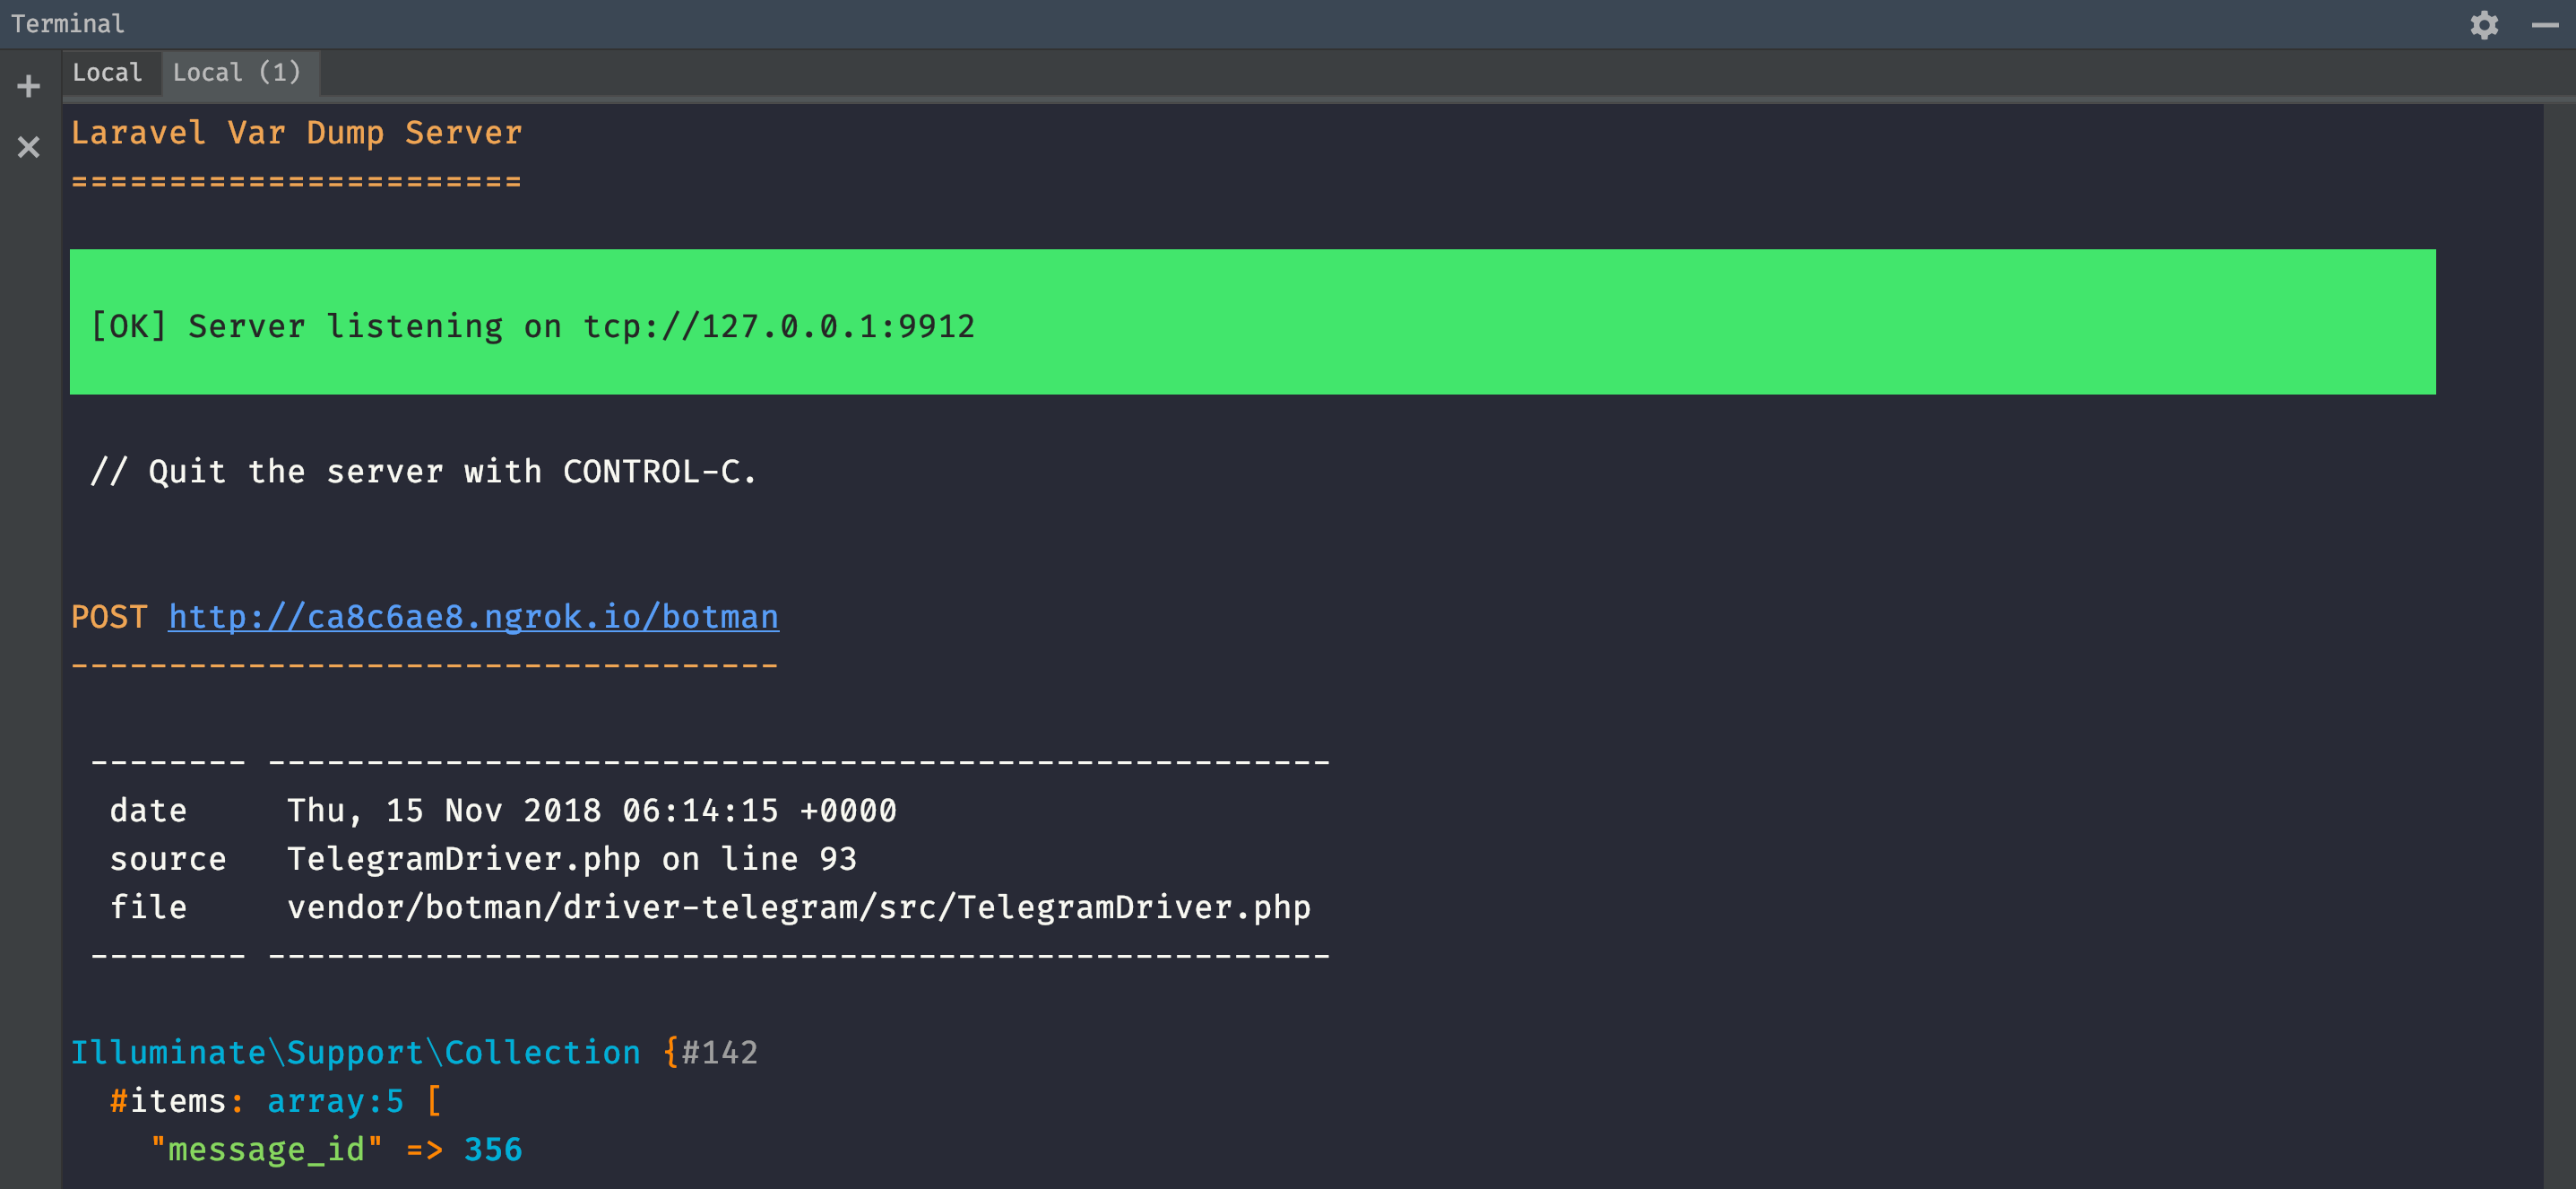 Terminal
Local Local (1)
Laravel Var Dump Server
=======================
[OK] Server listening on tcp://127.0.0.1:9912
// Quit the server with CONTROL-C.
POST http://ca8c6ae8.ngrok.io/botman
------------------------------------
-------- ------------------------------------------------------
date Thu, 15 Nov 2018 06:14:15 +0000
source TelegramDriver.php on line 93
file vendor/botman/driver-telegram/src/TelegramDriver.php
-------- ------------------------------------------------------
Illuminate\Support\Collection {#142
#items: array:5 [
"message_id" => 356